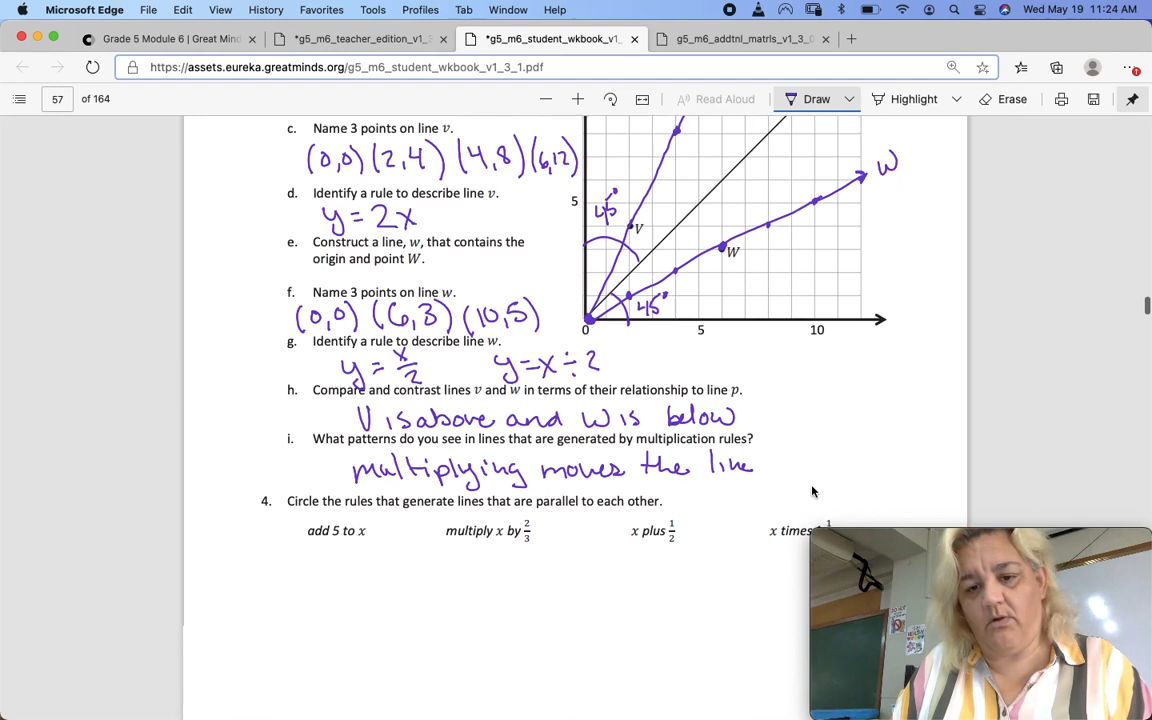 Microsoft Edge File Edit View History Favorites Tools Profiles Tab Window Help Wed May 19 11:24 AM
Grade 5 Module 6 | Great Mind *g5_m6_teacher_edition_v1_ *g5_m6_student_wkbook_v1_ g5_m6_addtnl_matrls_v1_3_0
https://assets.eureka.greatminds.org/g5_m6_student_wkbook_v1_3_1.pdf
57 of 164 Read Aloud Draw Highlight Erase
c. Name 3 points on line v.
(0,0) (2,4) (4,8) (6,12)
d. Identify a rule to describe line v.
y = 2x
e. Construct a line, w, that contains the
origin and point W.
f. Name 3 points on line w.
(0,0) (6,3) (10,5)
g. Identify a rule to describe line w.
y = x/2 y = x ÷ 2
W
5
45°
V
W
45°
0 5 10
h. Compare and contrast lines v and w in terms of their relationship to line p.
V is above and W is below
i. What patterns do you see in lines that are generated by multiplication rules?
multiplying moves the line
4. Circle the rules that generate lines that are parallel to each other.
add 5 to x multiply x by 2/3 x plus 1/2 x times